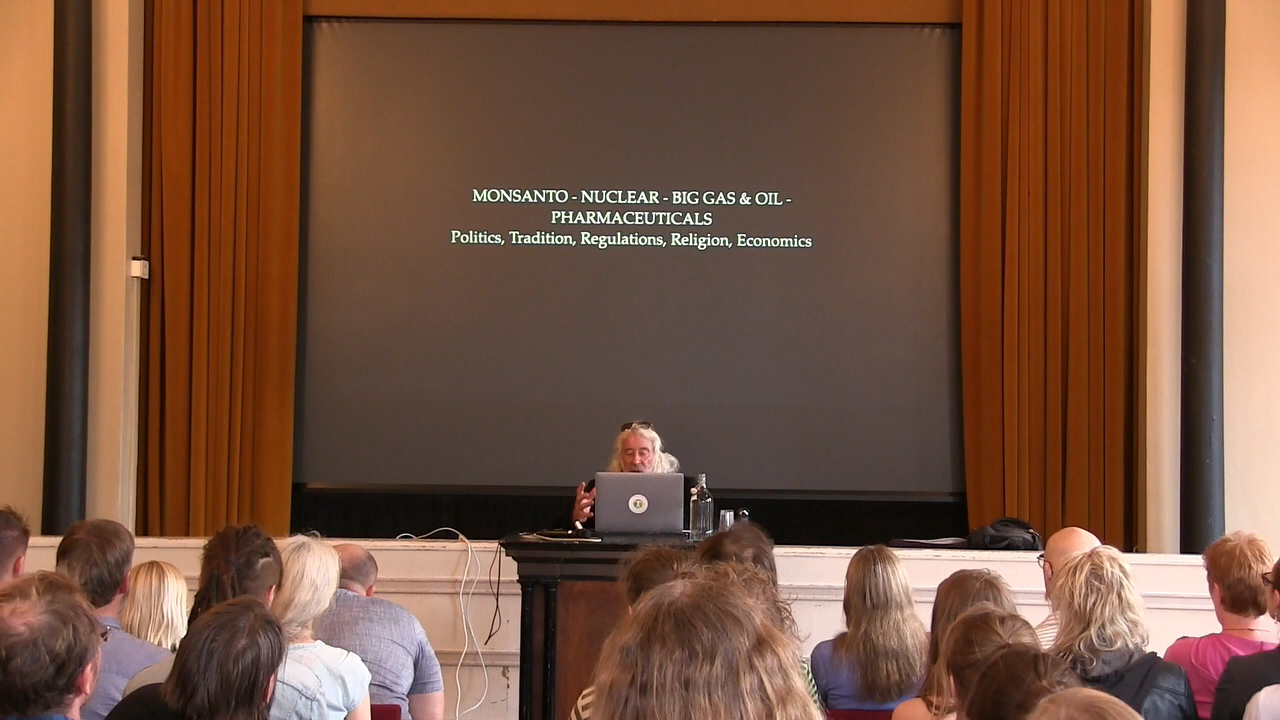 MONSANTO - NUCLEAR - BIG GAS & OIL -
PHARMACEUTICALS
Politics, Tradition, Regulations, Religion, Economics